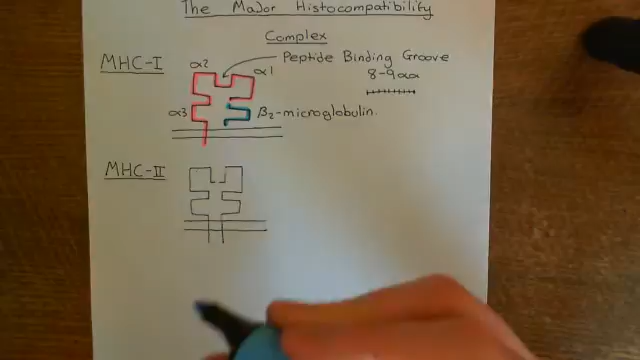 The Major Histocompatibility
Complex
MHC-I
α2
Peptide Binding Groove
α1
8-9aa
α3
β2-microglobulin.
MHC-II